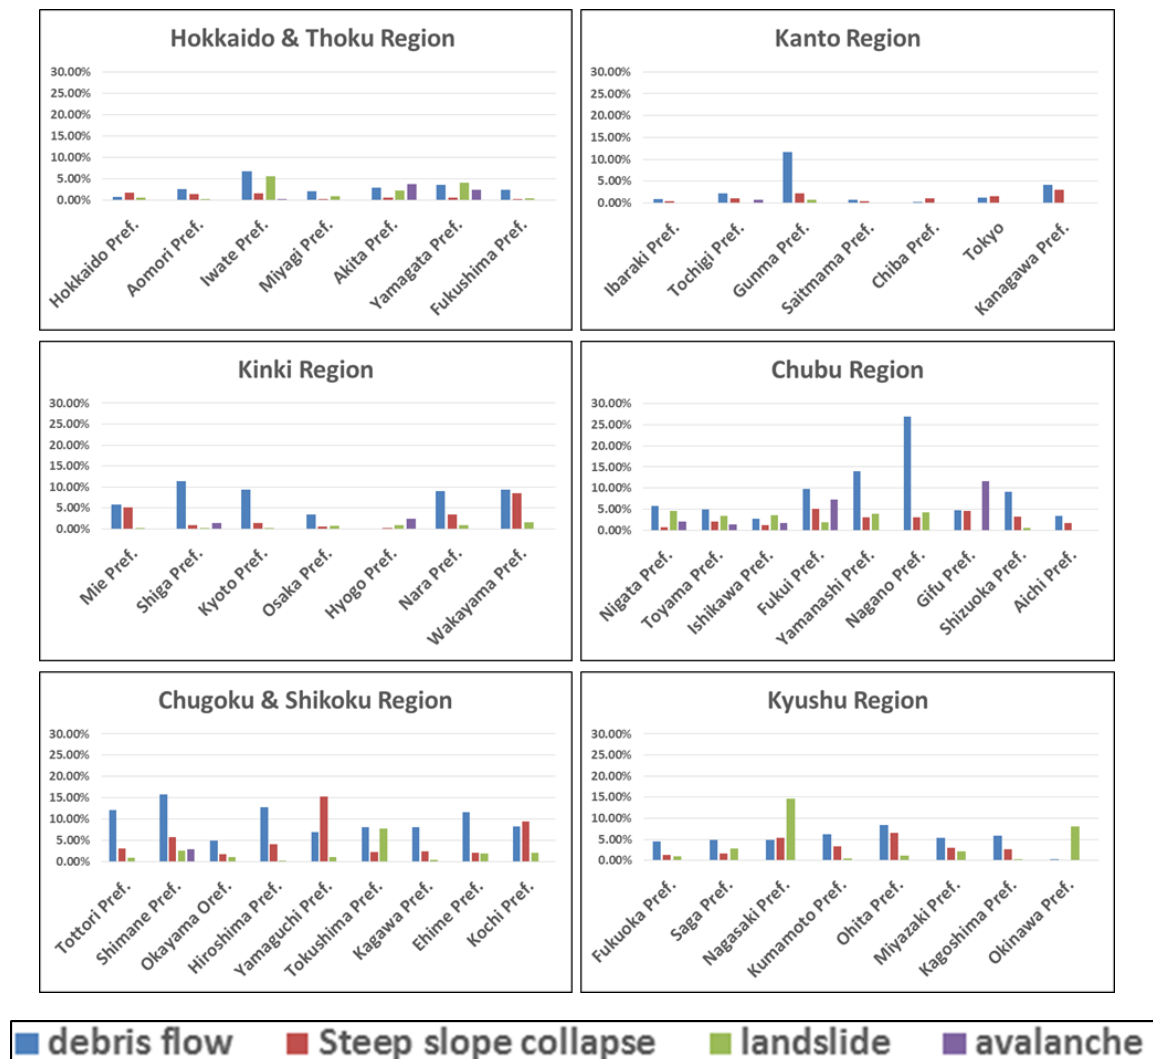 Hokkaido & Thoku Region
30.00%
25.00%
20.00%
15.00%
10.00%
5.00%
0.00%
Hokkaido Pref.
Aomori Pref.
Iwate Pref.
Miyagi Pref.
Akita Pref.
Yamagata Pref.
Fukushima Pref.
Kanto Region
30.00%
25.00%
20.00%
15.00%
10.00%
5.00%
0.00%
Ibaraki Pref.
Tochigi Pref.
Gunma Pref.
Saitmama Pref.
Chiba Pref.
Tokyo
Kanagawa Pref.
Kinki Region
30.00%
25.00%
20.00%
15.00%
10.00%
5.00%
0.00%
Mie Pref.
Shiga Pref.
Kyoto Pref.
Osaka Pref.
Hyogo Pref.
Nara Pref.
Wakayama Pref.
Chubu Region
30.00%
25.00%
20.00%
15.00%
10.00%
5.00%
0.00%
Nigata Pref.
Toyama Pref.
Ishikawa Pref.
Fukui Pref.
Yamanashi Pref.
Nagano Pref.
Gifu Pref.
Shizuoka Pref.
Aichi Pref.
Chugoku & Shikoku Region
30.00%
25.00%
20.00%
15.00%
10.00%
5.00%
0.00%
Tottori Pref.
Shimane Pref.
Okayama Oref.
Hiroshima Pref.
Yamaguchi Pref.
Tokushima Pref.
Kagawa Pref.
Ehime Pref.
Kochi Pref.
Kyushu Region
30.00%
25.00%
20.00%
15.00%
10.00%
5.00%
0.00%
Fukuoka Pref.
Saga Pref.
Nagasaki Pref.
Kumamoto Pref.
Ohita Pref.
Miyazaki Pref.
Kagoshima Pref.
Okinawa Pref.
debris flow Steep slope collapse landslide avalanche